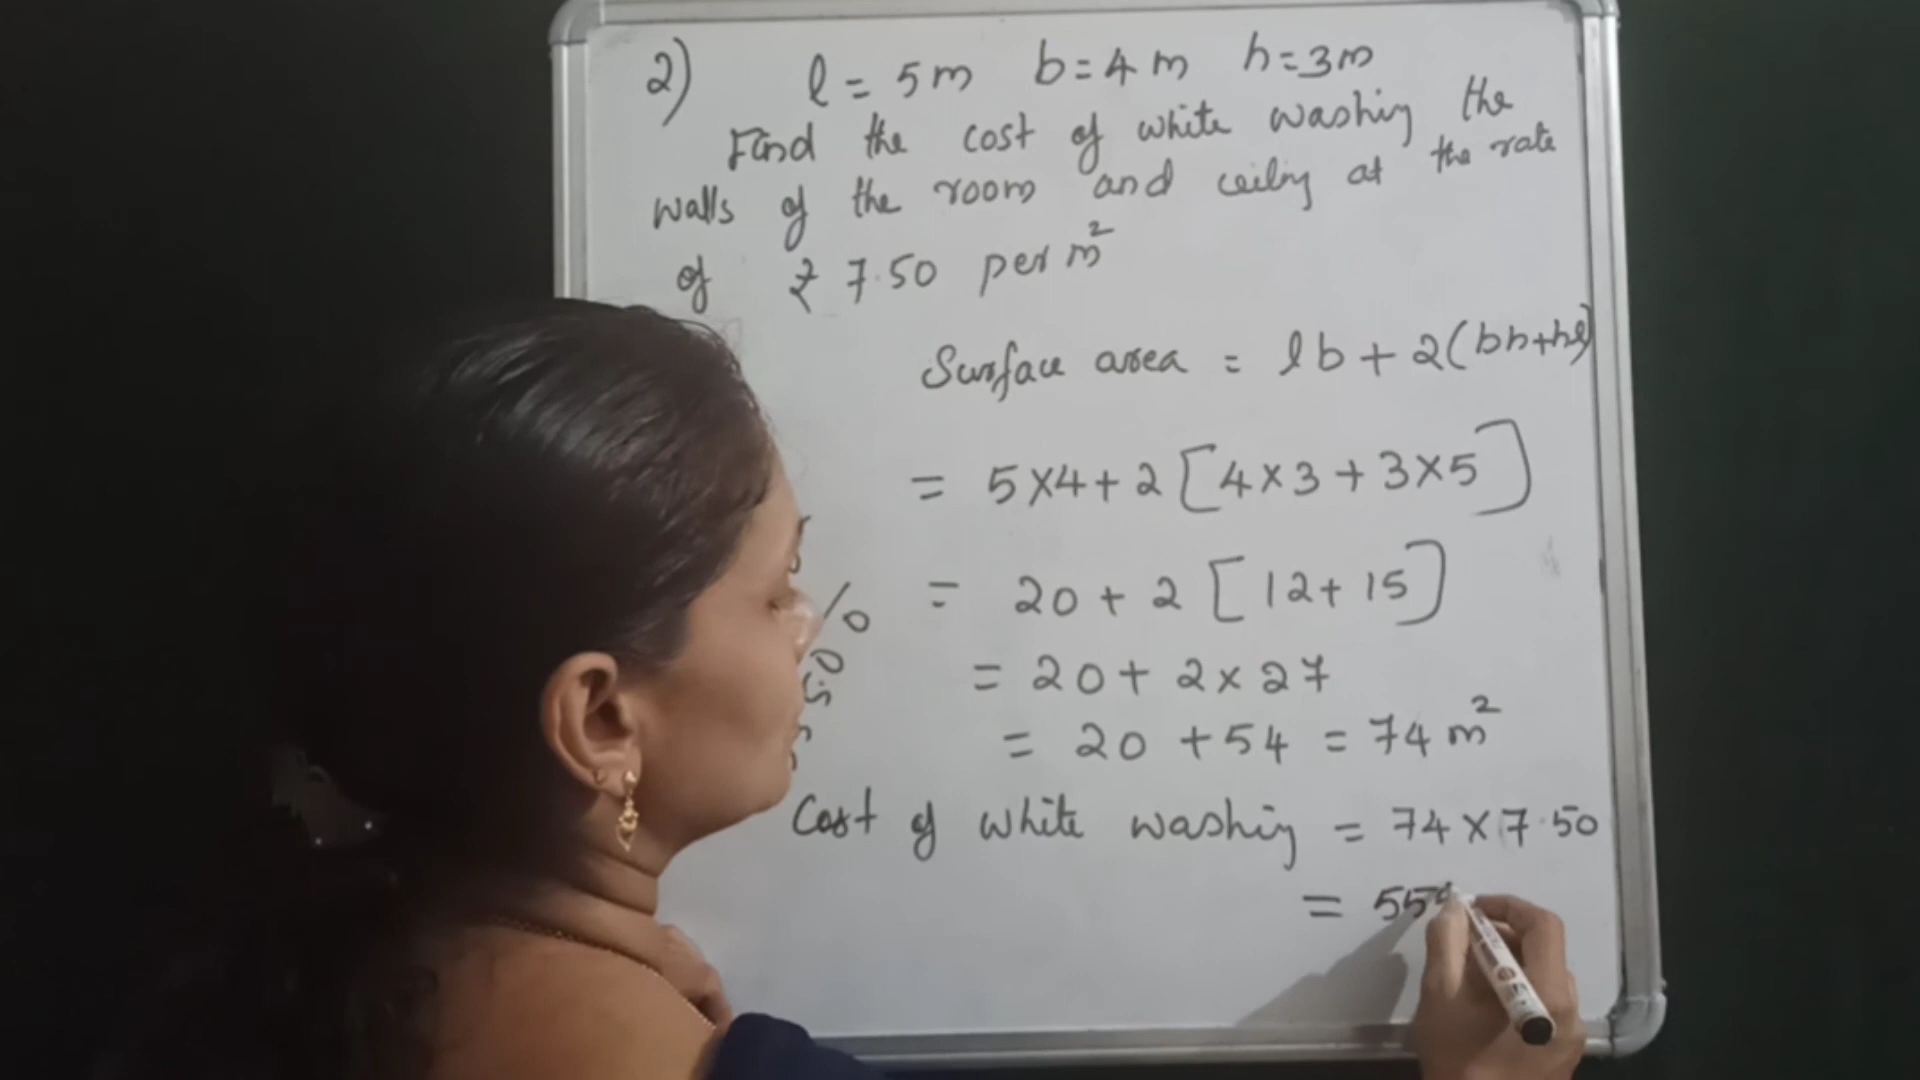 2) l = 5m b = 4 m h = 3m
Find the cost of white washing the
walls of the room and ceiling at the rate
of ₹ 7.50 per m²
Surface area = lb + 2(bh+hl)
= 5×4+2[4×3+3×5]
= 20+2[12+15]
= 20+ 2×27
= 20 +54 = 74 m²
Cost of white washing = 74×7.50
= 55